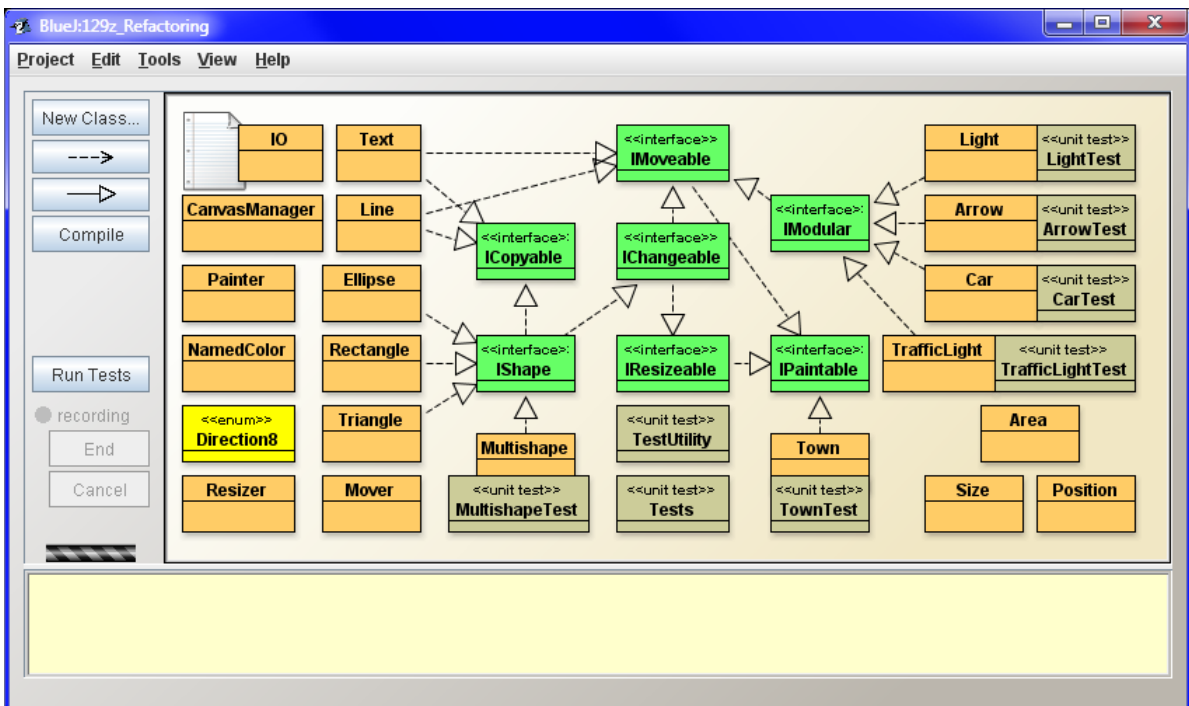 BlueJ:129z_Refactoring
Project Edit Tools View Help
New Class...
Compile
Run Tests
recording
End
Cancel
IO
Text
<<interface>>
IMoveable
Light
<<unit test>>
LightTest
CanvasManager
Line
<<interface>>:
ICopyable
<<interface>>
IChangeable
<<interface>>:
IModular
Arrow
<<unit test>>
ArrowTest
Painter
Ellipse
Car
<<unit test>>
CarTest
NamedColor
Rectangle
<<interface>>:
IShape
<<interface>>
IResizeable
<<interface>>:
IPaintable
TrafficLight
<<unit test>>
TrafficLightTest
<<enum>>
Direction8
Triangle
Multishape
<<unit test>>
TestUtility
Town
Area
Resizer
Mover
<<unit test>>
MultishapeTest
<<unit test>>
Tests
<<unit test>>
TownTest
Size
Position